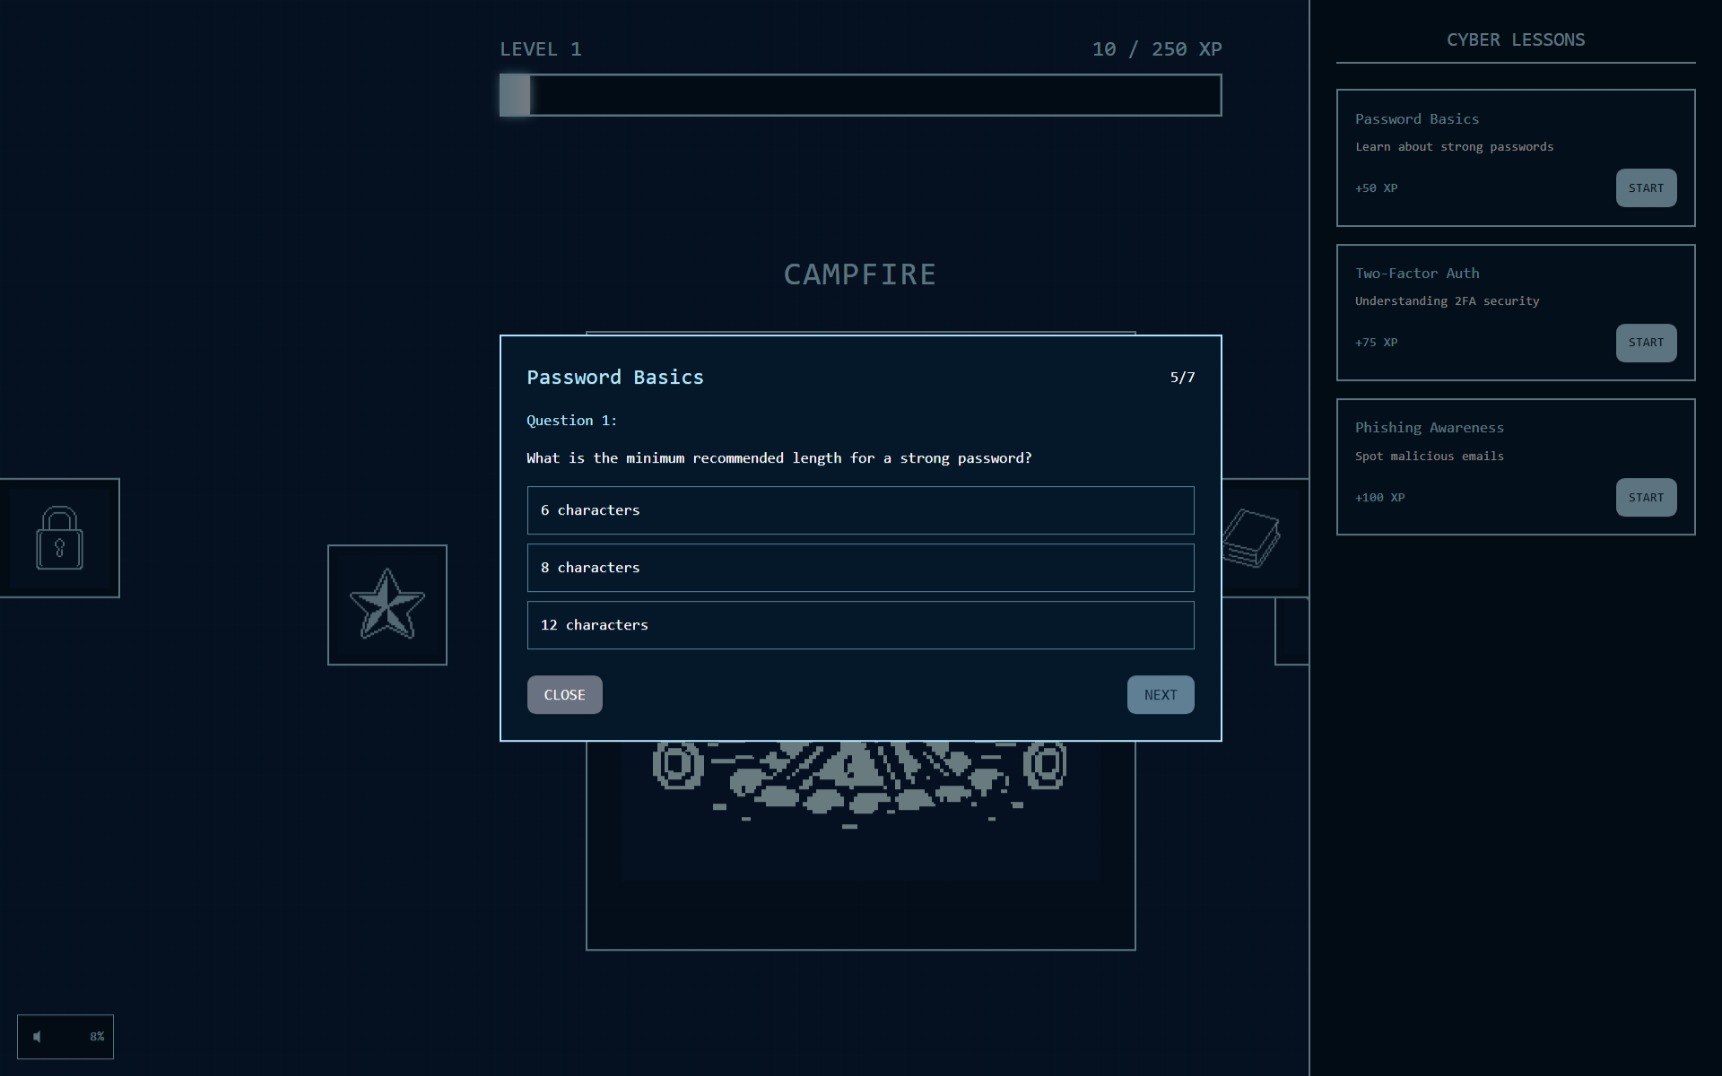 LEVEL 1
10 / 250 XP
CAMPFIRE
Password Basics
5/7
Question 1:
What is the minimum recommended length for a strong password?
6 characters
8 characters
12 characters
CLOSE
NEXT
8%
CYBER LESSONS
Password Basics
Learn about strong passwords
+50 XP
START
Two-Factor Auth
Understanding 2FA security
+75 XP
START
Phishing Awareness
Spot malicious emails
+100 XP
START